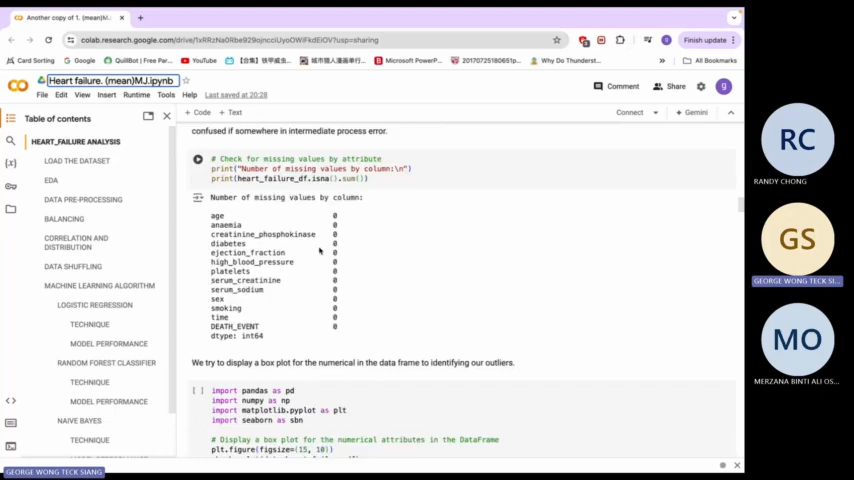 Another copy of 1. (mean)M.
colab.research.google.com/drive/1xRRzNa0Rbe929ojncciUyoOWiFkdEiOV?usp=sharing
Finish update
Card Sorting
Google
QuillBot | Free Par...
YouTube
Microsoft PowerP...
20170725180651p...
Why Do Thunderst...
All Bookmarks
Heart failure. (mean)MJ.ipynb
Comment
Share
g
File Edit View Insert Runtime Tools Help Last saved at 20:28
Table of contents
+ Code + Text
Connect
Gemini
HEART_FAILURE ANALYSIS
LOAD THE DATASET
EDA
DATA PRE-PROCESSING
BALANCING
CORRELATION AND
DISTRIBUTION
DATA SHUFFLING
MACHINE LEARNING ALGORITHM
LOGISTIC REGRESSION
TECHNIQUE
MODEL PERFORMANCE
RANDOM FOREST CLASSIFIER
TECHNIQUE
MODEL PERFORMANCE
NAIVE BAYES
TECHNIQUE
confused if somewhere in intermediate process error.
# Check for missing values by attribute
print("Number of missing values by column:\n")
print(heart_failure_df.isna().sum())
Number of missing values by column:
age 0
anaemia 0
creatinine_phosphokinase 0
diabetes 0
ejection_fraction 0
high_blood_pressure 0
platelets 0
serum_creatinine 0
serum_sodium 0
sex 0
smoking 0
time 0
DEATH_EVENT 0
dtype: int64
We try to display a box plot for the numerical in the data frame to identifying our outliers.
[ ] import pandas as pd
import numpy as np
import matplotlib.pyplot as plt
import seaborn as sbn
# Display a box plot for the numerical attributes in the DataFrame
plt.figure(figsize=(15, 10))
GEORGE WONG TECK SIANG
RC
RANDY CHONG
GS
GEORGE WONG TECK SI...
MO
MERZANA BINTI ALI OS...